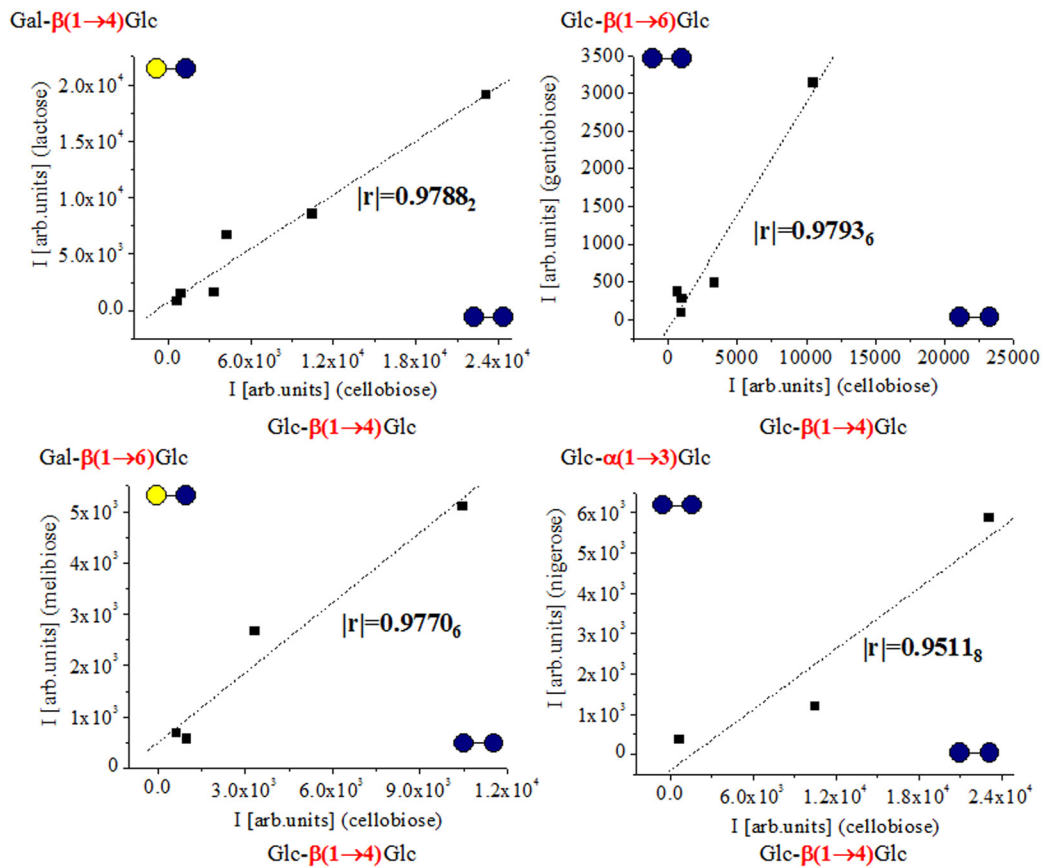 Gal-β(1→4)Glc
2.0x10⁴
1.5x10⁴
1.0x10⁴
5.0x10³
0.0
I [arb.units] (lactose)
|r|=0.9788₂
0.0 6.0x10³ 1.2x10⁴ 1.8x10⁴ 2.4x10⁴
I [arb.units] (cellobiose)
Glc-β(1→4)Glc
Glc-β(1→6)Glc
3500
3000
2500
2000
1500
1000
500
0
I [arb.units] (gentiobiose)
|r|=0.9793₆
0 5000 10000 15000 20000 25000
I [arb.units] (cellobiose)
Glc-β(1→4)Glc
Gal-β(1→6)Glc
5x10³
4x10³
3x10³
2x10³
1x10³
0
I [arb.units] (melibiose)
|r|=0.9770₆
0.0 3.0x10³ 6.0x10³ 9.0x10³ 1.2x10⁴
I [arb.units] (cellobiose)
Glc-β(1→4)Glc
Glc-α(1→3)Glc
6x10³
5x10³
4x10³
3x10³
2x10³
1x10³
0
I [arb.units] (nigerose)
|r|=0.9511₈
0.0 6.0x10³ 1.2x10⁴ 1.8x10⁴ 2.4x10⁴
I [arb.units] (cellobiose)
Glc-β(1→4)Glc